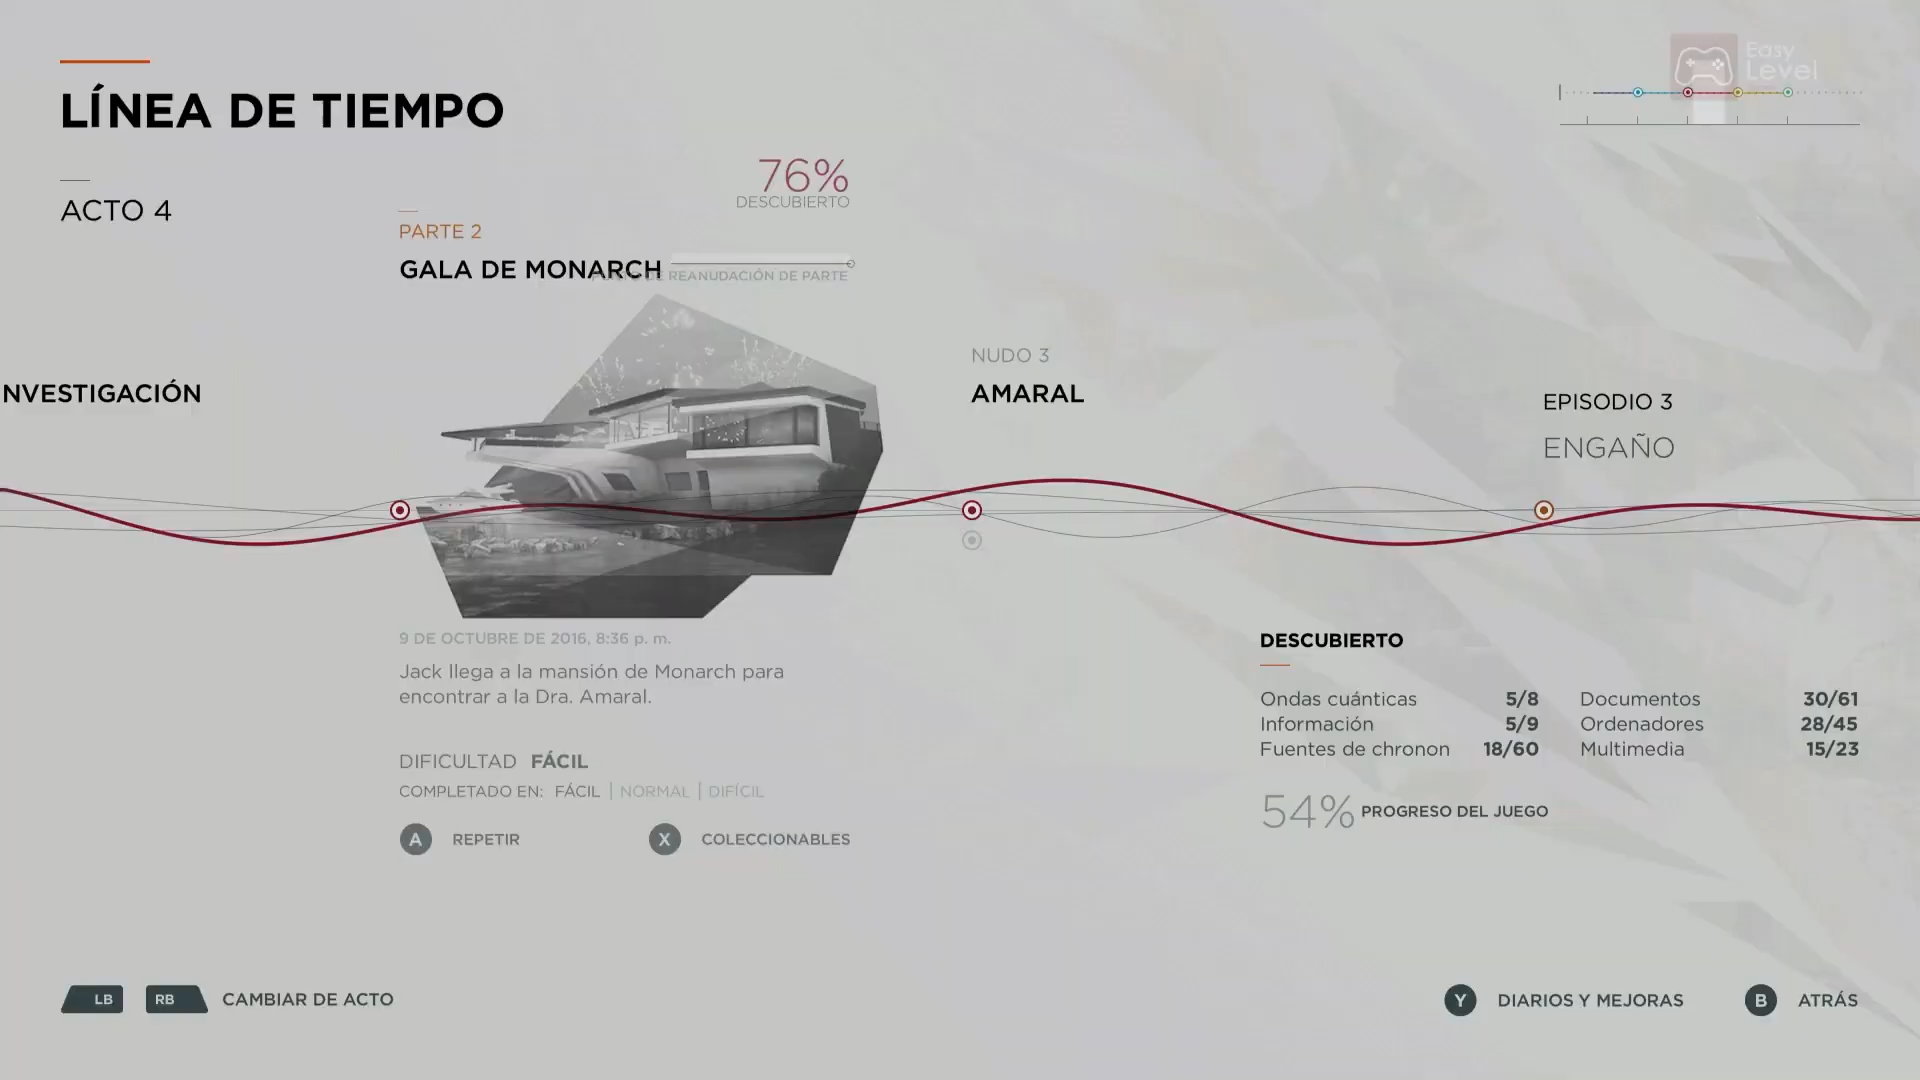 Easy
Level
LÍNEA DE TIEMPO
ACTO 4
76%
DESCUBIERTO
PARTE 2
GALA DE MONARCH
DE REANUDACIÓN DE PARTE
NVESTIGACIÓN
NUDO 3
AMARAL
EPISODIO 3
ENGAÑO
9 DE OCTUBRE DE 2016, 8:36 p. m.
Jack llega a la mansión de Monarch para
encontrar a la Dra. Amaral.
DIFICULTAD FÁCIL
COMPLETADO EN: FÁCIL | NORMAL | DIFÍCIL
A REPETIR X COLECCIONABLES
DESCUBIERTO
Ondas cuánticas 5/8 Documentos 30/61
Información 5/9 Ordenadores 28/45
Fuentes de chronon 18/60 Multimedia 15/23
54% PROGRESO DEL JUEGO
LB RB CAMBIAR DE ACTO
Y DIARIOS Y MEJORAS B ATRÁS